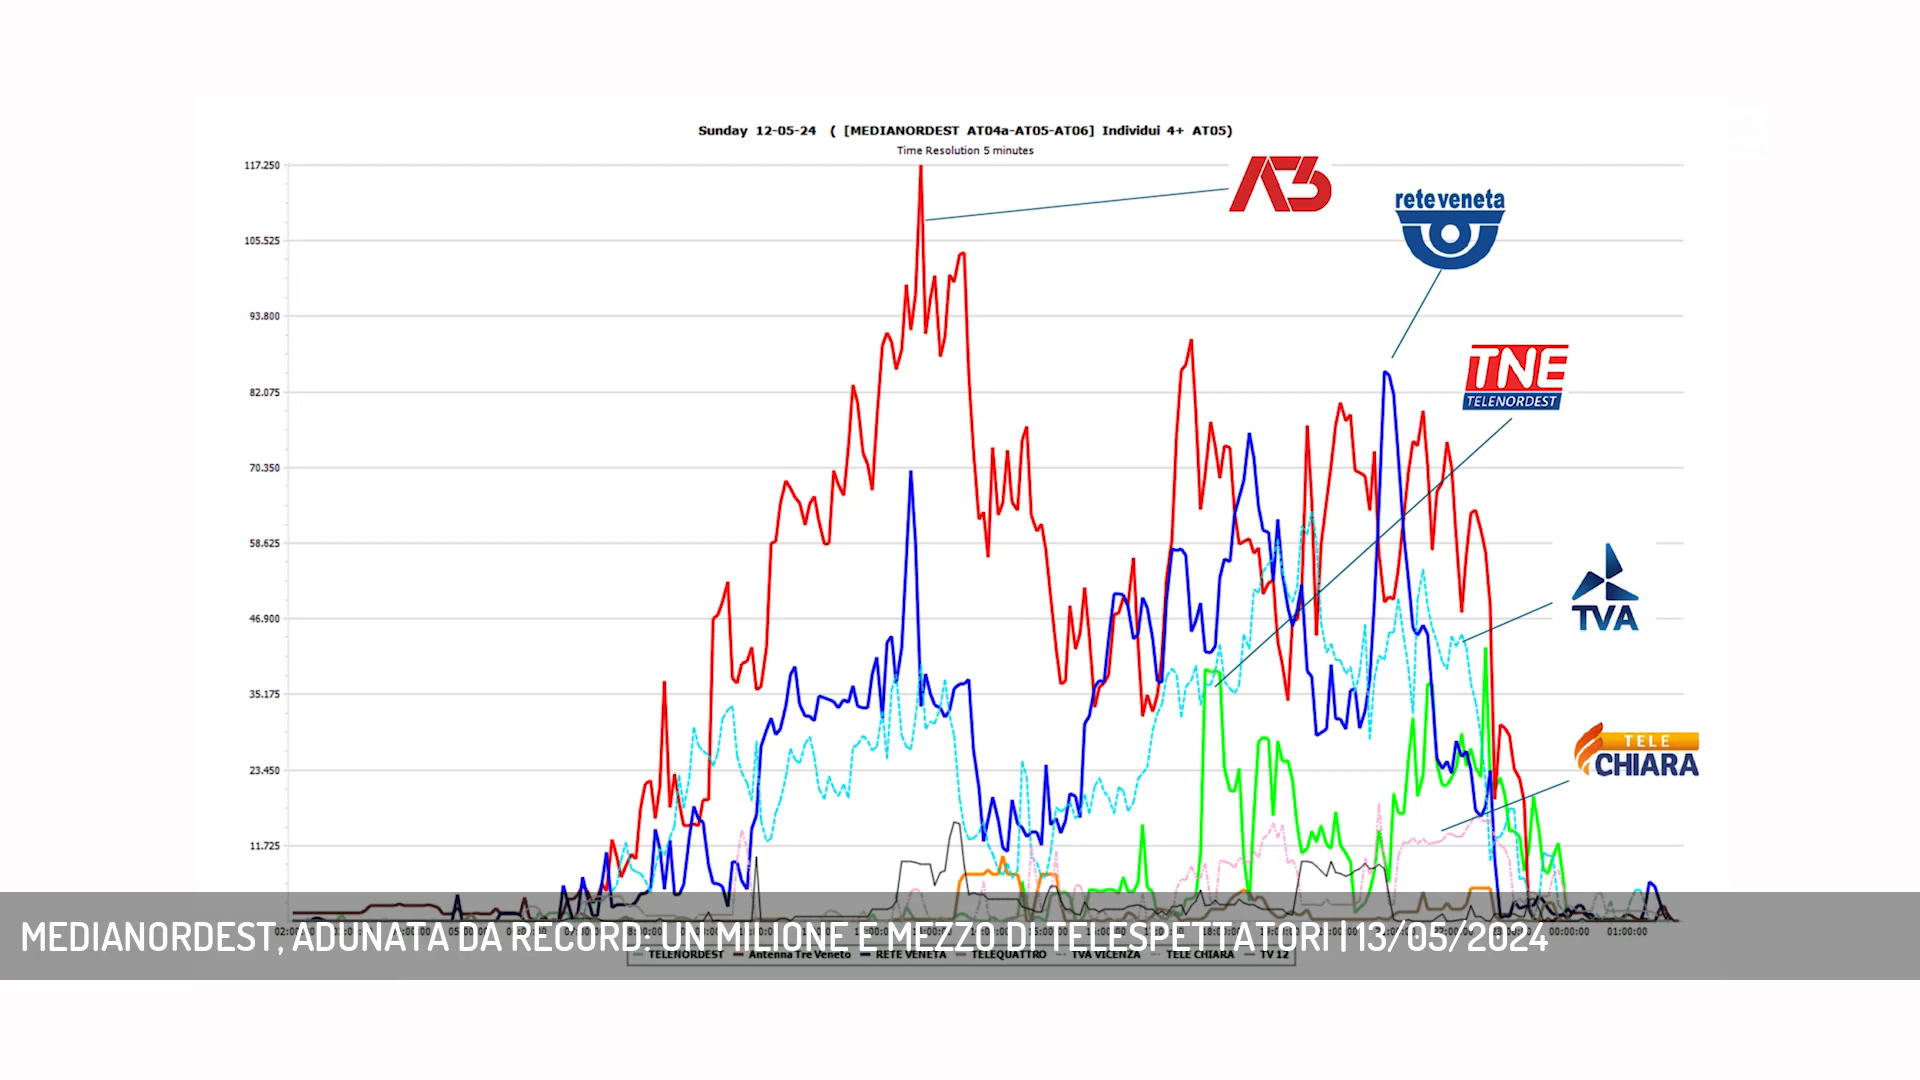 Sunday 12-05-24 ( [MEDIANORDEST AT04a-AT05-AT06] Individui 4+ AT05)
Time Resolution 5 minutes
117.250
A3
rete veneta
105.525
93.800
TNE
TELENORDEST
82.075
70.350
58.625
TVA
46.900
35.175
TELE
CHIARA
23.450
11.725
MEDIANORDEST, ADUNATA DA RECORD: UN MILIONE E MEZZO DI TELESPETTATORI | 13/05/2024
00:00:00 01:00:00
TELENORDEST Antenna Tre Veneto RETE VENETA TELEQUATTRO TVA VICENZA TELE CHIARA TV 12